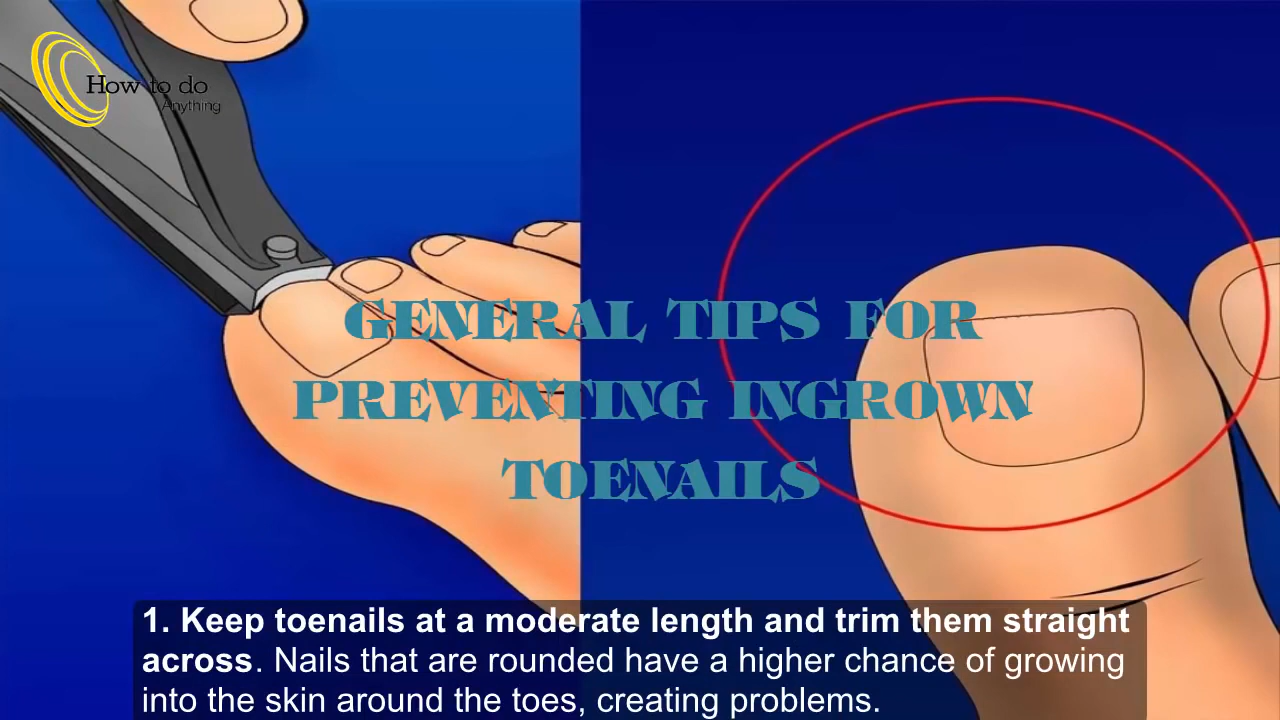 How to do
Anything
GENERAL TIPS FOR
PREVENTING INGROWN
TOENAILS
1. Keep toenails at a moderate length and trim them straight
across. Nails that are rounded have a higher chance of growing
into the skin around the toes, creating problems.